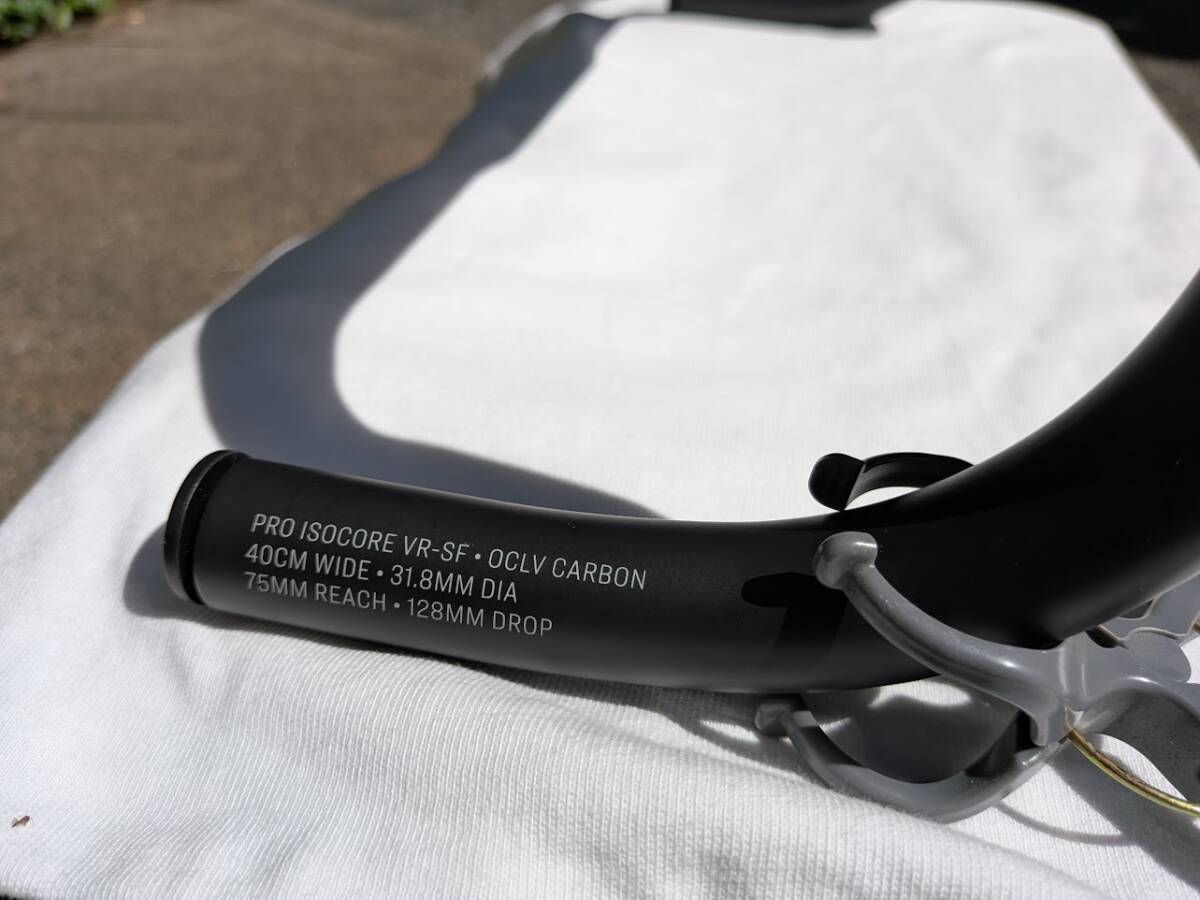 PRO ISOCORE VR-SF • OCLV CARBON
40CM WIDE • 31.8MM DIA
75MM REACH • 128MM DROP